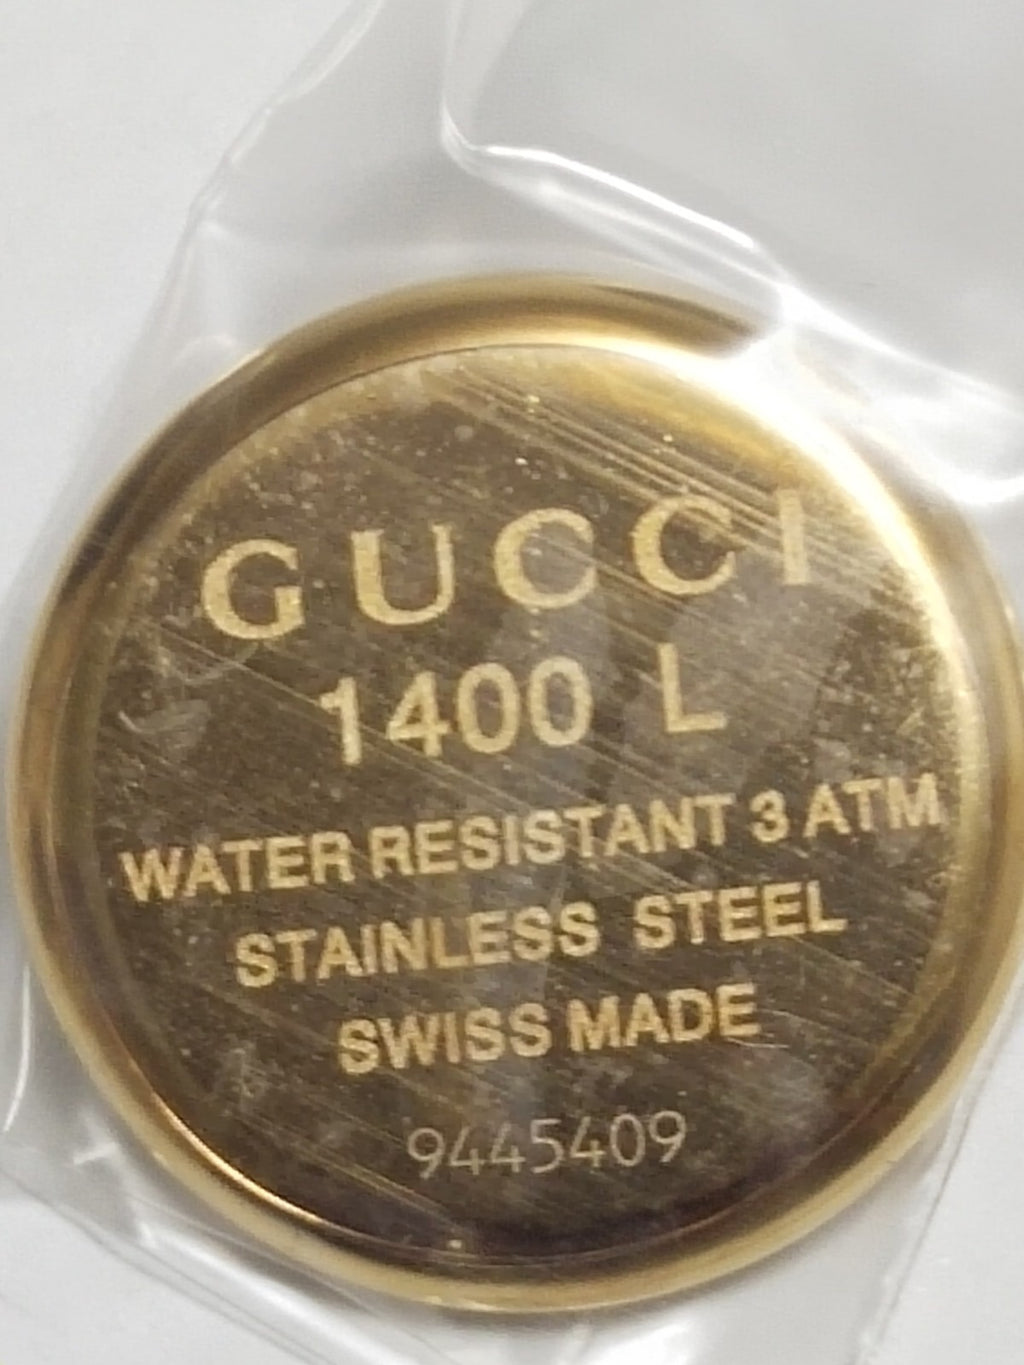 GUCCI
1400 L
WATER RESISTANT 3 ATM
STAINLESS STEEL
SWISS MADE
9445409